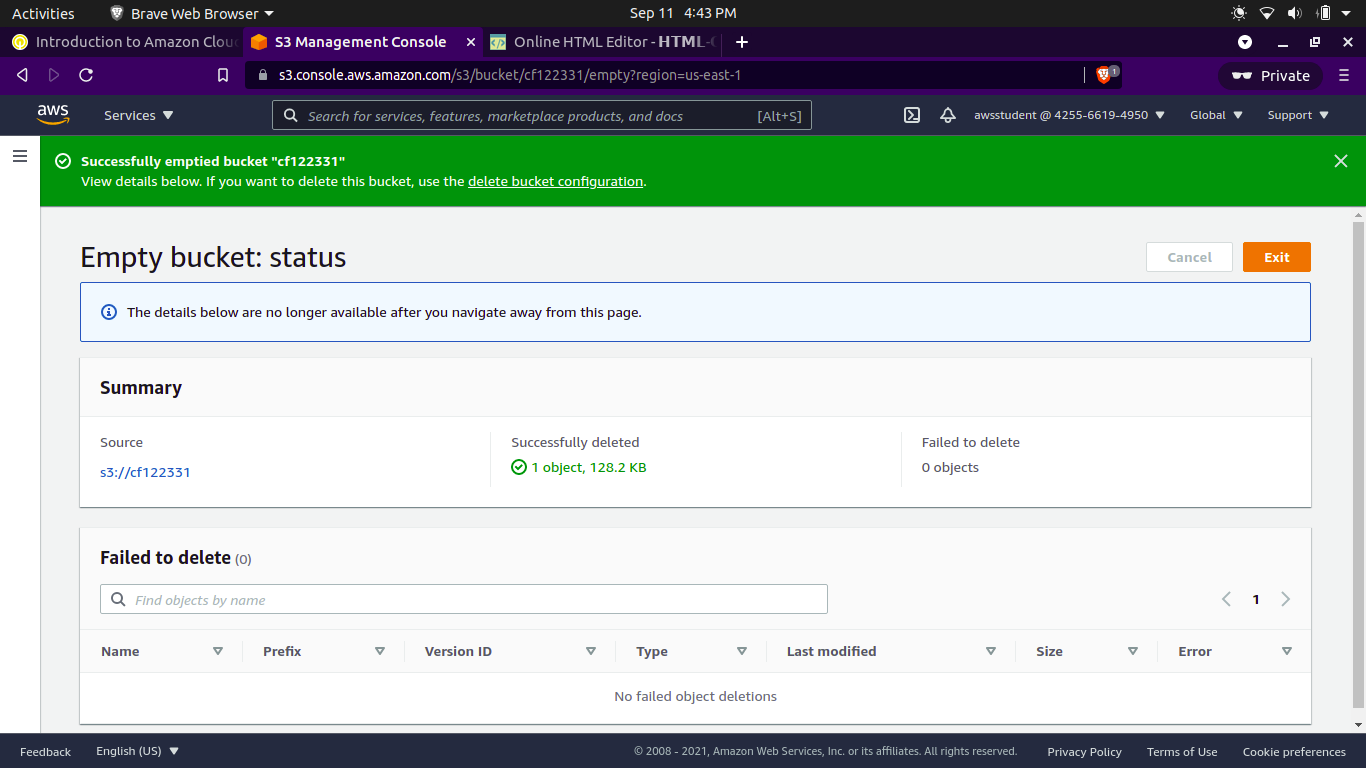 Activities
Brave Web Browser
Sep 11 4:43 PM
Introduction to Amazon Clou
S3 Management Console
Online HTML Editor - HTML-
s3.console.aws.amazon.com/s3/bucket/cf122331/empty?region=us-east-1
1
Private
aws
Services
Search for services, features, marketplace products, and docs
[Alt+S]
awsstudent @ 4255-6619-4950
Global
Support
Successfully emptied bucket "cf122331"
View details below. If you want to delete this bucket, use the delete bucket configuration.
Empty bucket: status
Cancel
Exit
The details below are no longer available after you navigate away from this page.
Summary
Source
s3://cf122331
Successfully deleted
1 object, 128.2 KB
Failed to delete
0 objects
Failed to delete (0)
Find objects by name
1
Name
Prefix
Version ID
Type
Last modified
Size
Error
No failed object deletions
Feedback
English (US)
© 2008 - 2021, Amazon Web Services, Inc. or its affiliates. All rights reserved.
Privacy Policy
Terms of Use
Cookie preferences